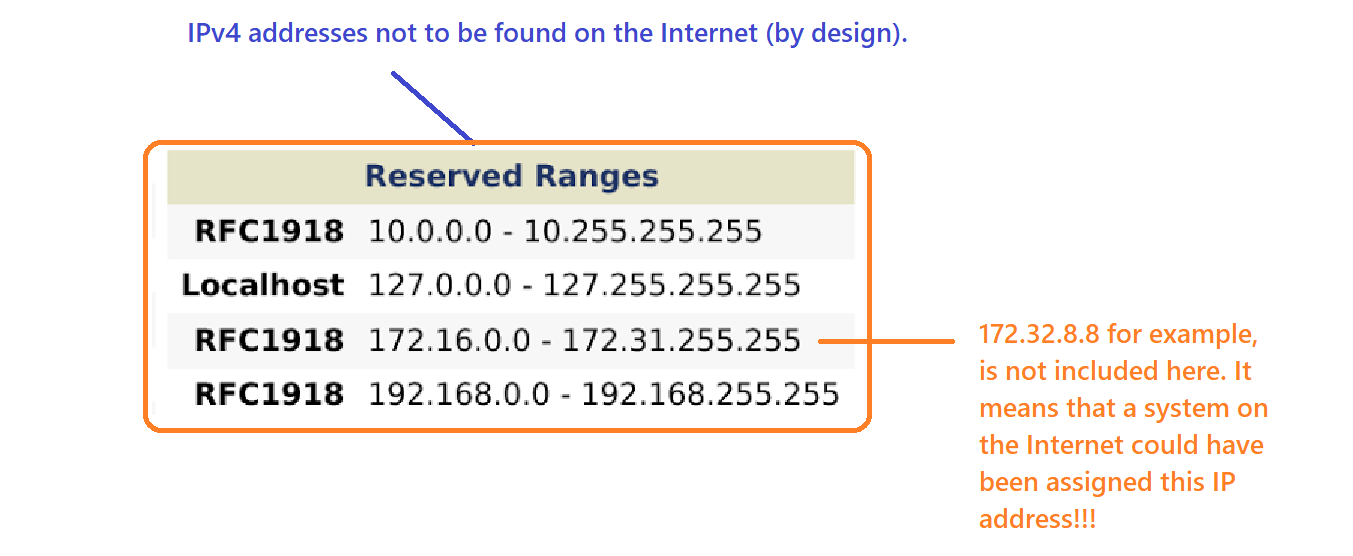 IPv4 addresses not to be found on the Internet (by design).
Reserved Ranges
RFC1918 10.0.0.0 - 10.255.255.255
Localhost 127.0.0.0 - 127.255.255.255
RFC1918 172.16.0.0 - 172.31.255.255
RFC1918 192.168.0.0 - 192.168.255.255
172.32.8.8 for example,
is not included here. It
means that a system on
the Internet could have
been assigned this IP
address!!!